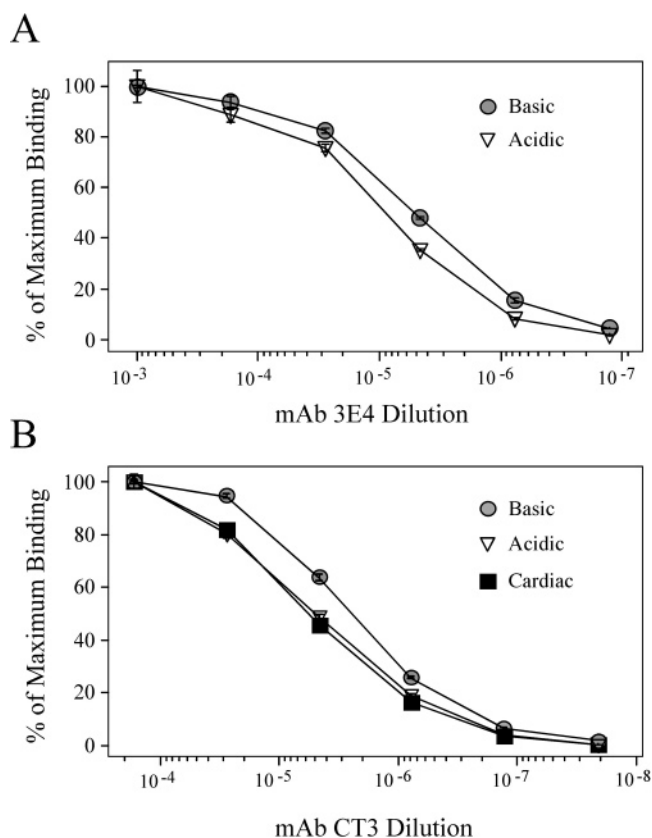 A
% of Maximum Binding
100
80
60
40
20
0
Basic
Acidic
10-3 10-4 10-5 10-6 10-7
mAb 3E4 Dilution
B
% of Maximum Binding
100
80
60
40
20
0
Basic
Acidic
Cardiac
10-4 10-5 10-6 10-7 10-8
mAb CT3 Dilution